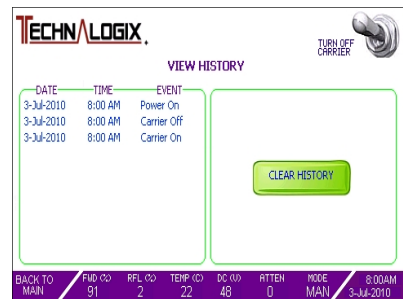 TECHNALOGIX.
TURN OFF
CARRIER
VIEW HISTORY
DATE TIME EVENT
3-Jul-2010 8:00 AM Power On
3-Jul-2010 8:00 AM Carrier Off
3-Jul-2010 8:00 AM Carrier On
CLEAR HISTORY
BACK TO MAIN
FWD (%) RFL (%) TEMP (C) DC (V) ATTEN MODE 8:00AM
91 2 22 48 0 MAN 3-Jul-2010